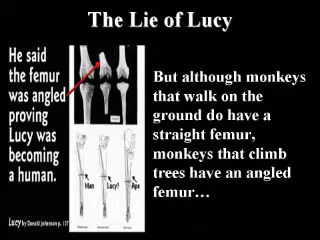 The Lie of Lucy
He said
the femur
was angled
proving
Lucy was
becoming
a human.
Man Lucy? Ape
Lucy by Donald Johanson p. 157
But although monkeys
that walk on the
ground do have a
straight femur,
monkeys that climb
trees have an angled
femur…